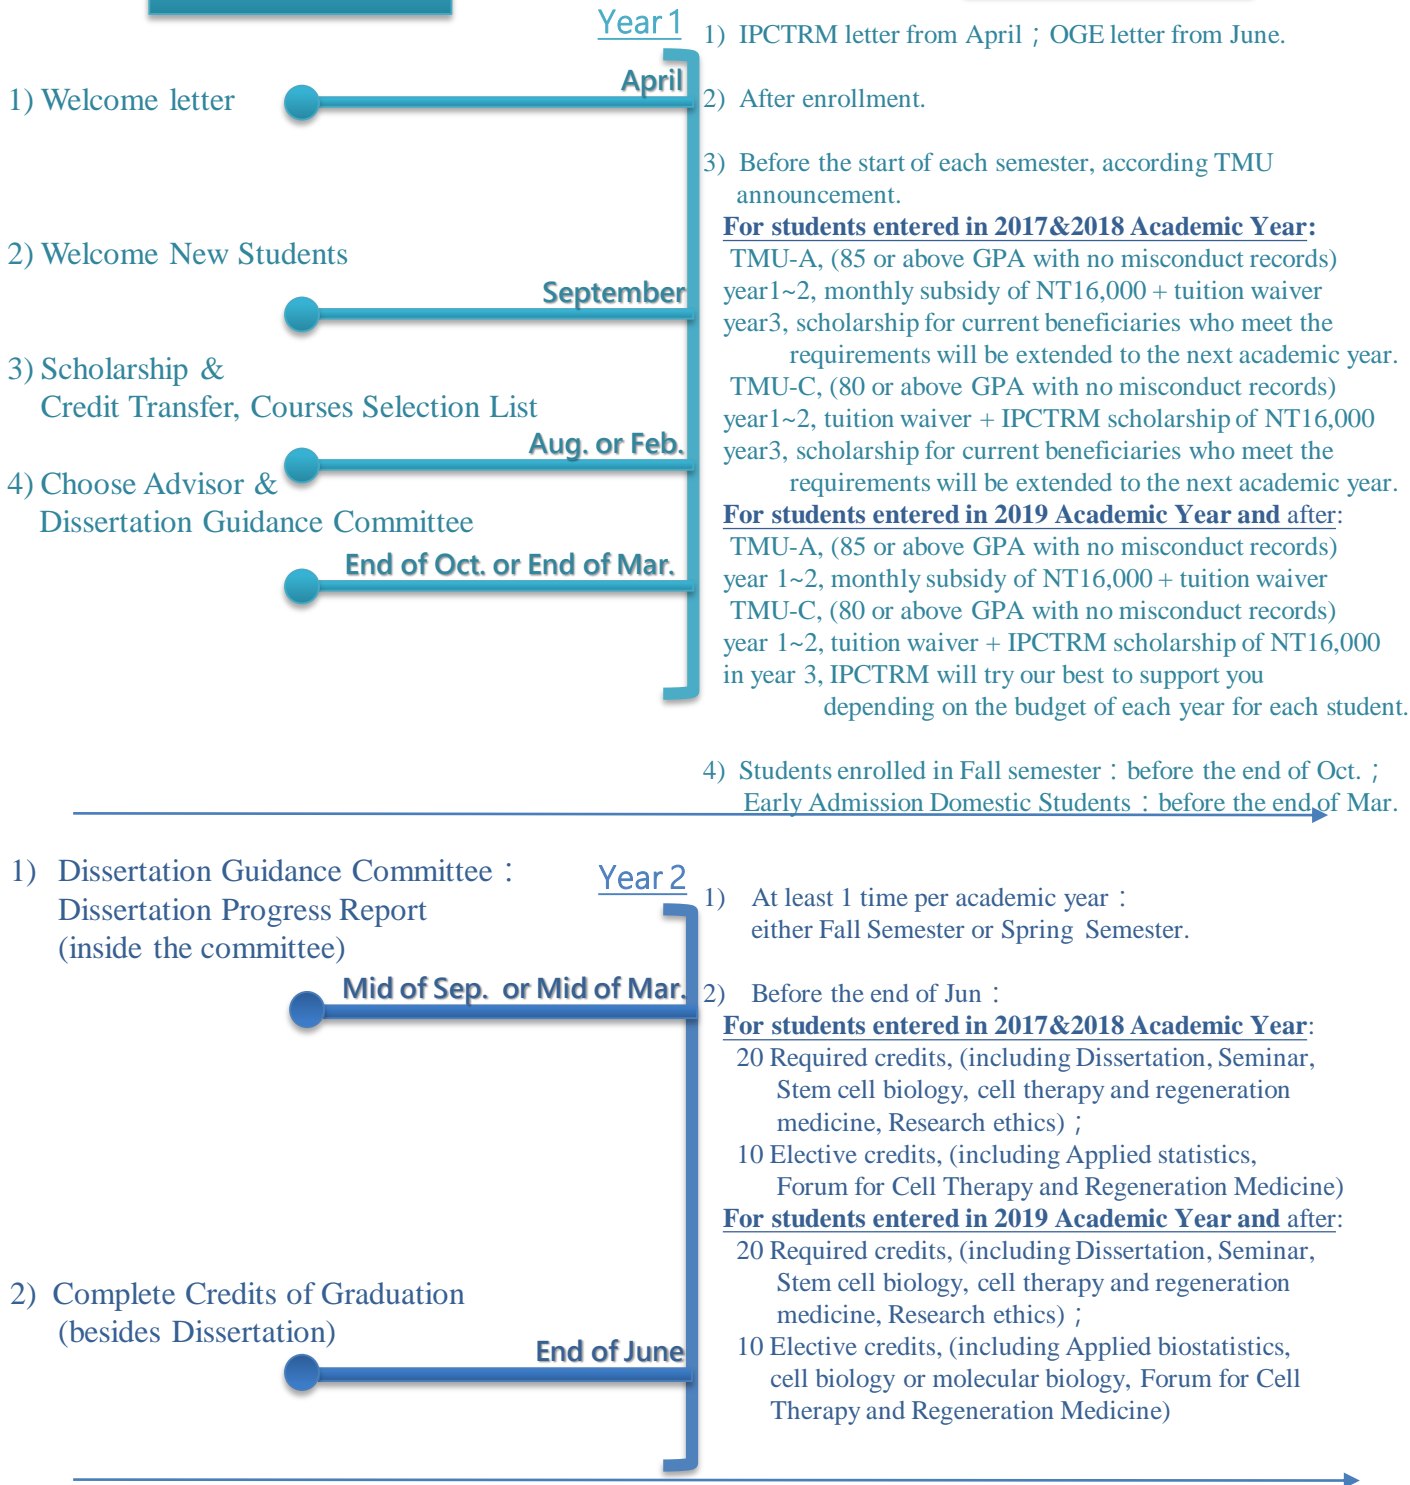 Year 1
April
1) Welcome letter
2) Welcome New Students
September
3) Scholarship &
Credit Transfer, Courses Selection List
Aug. or Feb.
4) Choose Advisor &
Dissertation Guidance Committee
End of Oct. or End of Mar.
1) IPCTRM letter from April；OGE letter from June.
2) After enrollment.
3) Before the start of each semester, according TMU
announcement.
For students entered in 2017&2018 Academic Year:
TMU-A, (85 or above GPA with no misconduct records)
year1~2, monthly subsidy of NT16,000 + tuition waiver
year3, scholarship for current beneficiaries who meet the
requirements will be extended to the next academic year.
TMU-C, (80 or above GPA with no misconduct records)
year1~2, tuition waiver + IPCTRM scholarship of NT16,000
year3, scholarship for current beneficiaries who meet the
requirements will be extended to the next academic year.
For students entered in 2019 Academic Year and after:
TMU-A, (85 or above GPA with no misconduct records)
year 1~2, monthly subsidy of NT16,000 + tuition waiver
TMU-C, (80 or above GPA with no misconduct records)
year 1~2, tuition waiver + IPCTRM scholarship of NT16,000
in year 3, IPCTRM will try our best to support you
depending on the budget of each year for each student.
4) Students enrolled in Fall semester：before the end of Oct.；
Early Admission Domestic Students：before the end of Mar.
Year 2
1) Dissertation Guidance Committee：
Dissertation Progress Report
(inside the committee)
Mid of Sep. or Mid of Mar.
2) Complete Credits of Graduation
(besides Dissertation)
End of June
1) At least 1 time per academic year：
either Fall Semester or Spring Semester.
2) Before the end of Jun：
For students entered in 2017&2018 Academic Year:
20 Required credits, (including Dissertation, Seminar,
Stem cell biology, cell therapy and regeneration
medicine, Research ethics)；
10 Elective credits, (including Applied statistics,
Forum for Cell Therapy and Regeneration Medicine)
For students entered in 2019 Academic Year and after:
20 Required credits, (including Dissertation, Seminar,
Stem cell biology, cell therapy and regeneration
medicine, Research ethics)；
10 Elective credits, (including Applied biostatistics,
cell biology or molecular biology, Forum for Cell
Therapy and Regeneration Medicine)